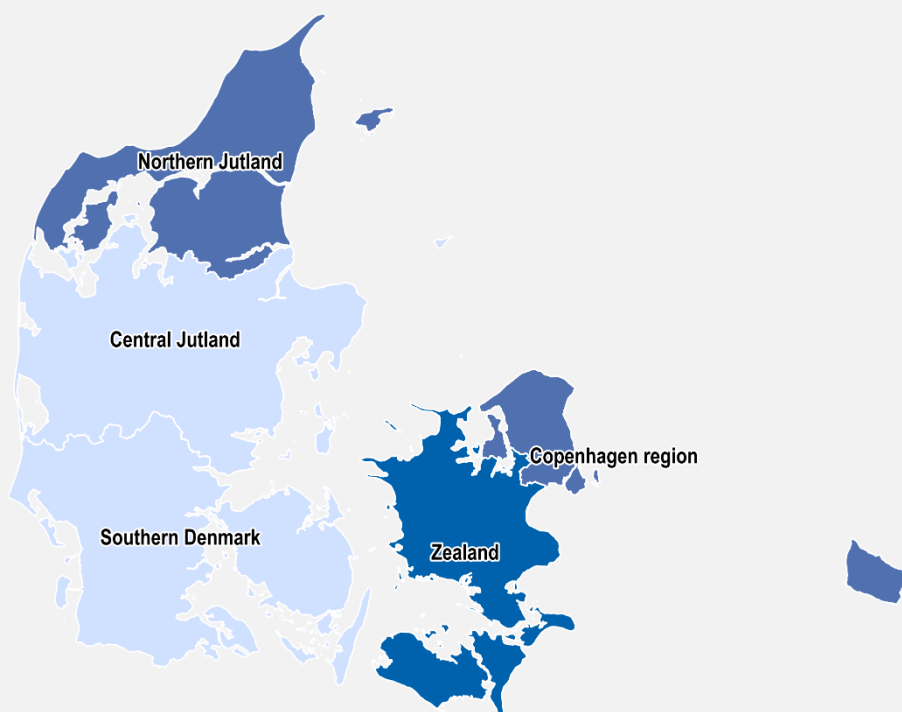 Northern Jutland
Central Jutland
Copenhagen region
Southern Denmark
Zealand